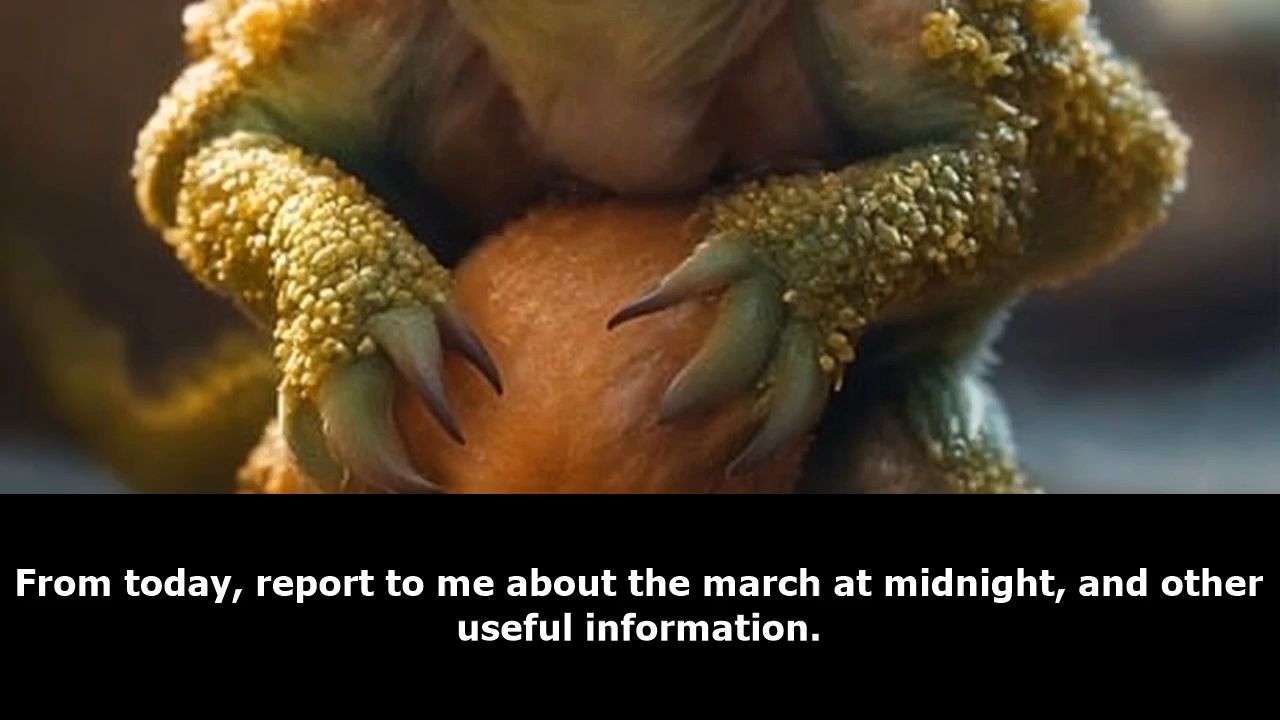 From today, report to me about the march at midnight, and other
useful information.